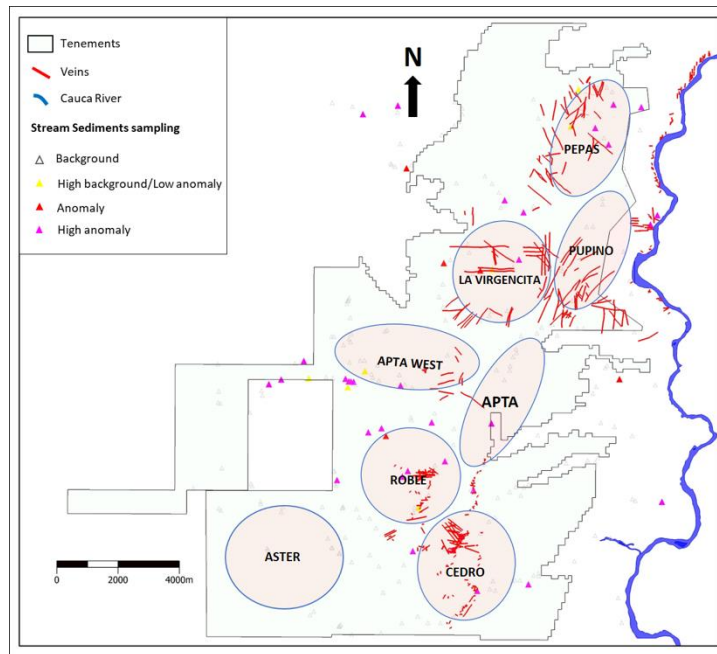 Tenements
Veins
Cauca River
Stream Sediments sampling
Background
High background/Low anomaly
Anomaly
High anomaly
N
PEPAS
PUPINO
LA VIRGENCITA
APTA WEST
APTA
ROBLE
ASTER
CEDRO
0 2000 4000m